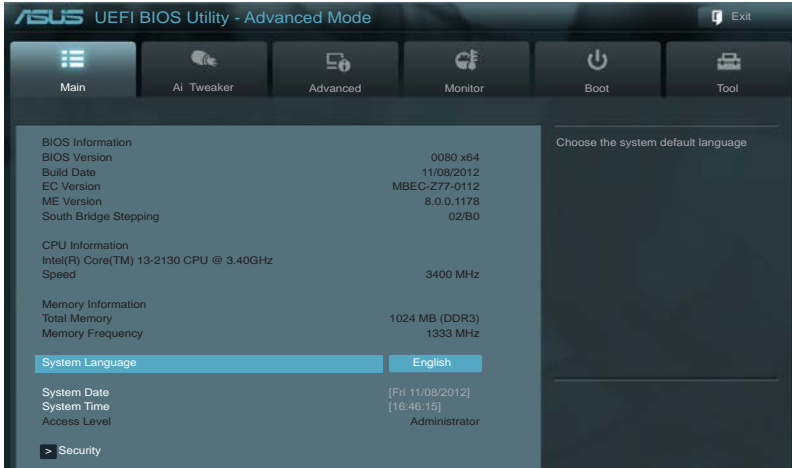 ASUS UEFI BIOS Utility - Advanced Mode
Exit
Main
Ai Tweaker
Advanced
Monitor
Boot
Tool
Choose the system default language
BIOS Information
BIOS Version 0080 x64
Build Date 11/08/2012
EC Version MBEC-Z77-0112
ME Version 8.0.0.1178
South Bridge Stepping 02/B0
CPU Information
Intel(R) Core(TM) 13-2130 CPU @ 3.40GHz
Speed 3400 MHz
Memory Information
Total Memory 1024 MB (DDR3)
Memory Frequency 1333 MHz
System Language English
System Date [Fri 11/08/2012]
System Time [16:46:15]
Access Level Administrator
> Security